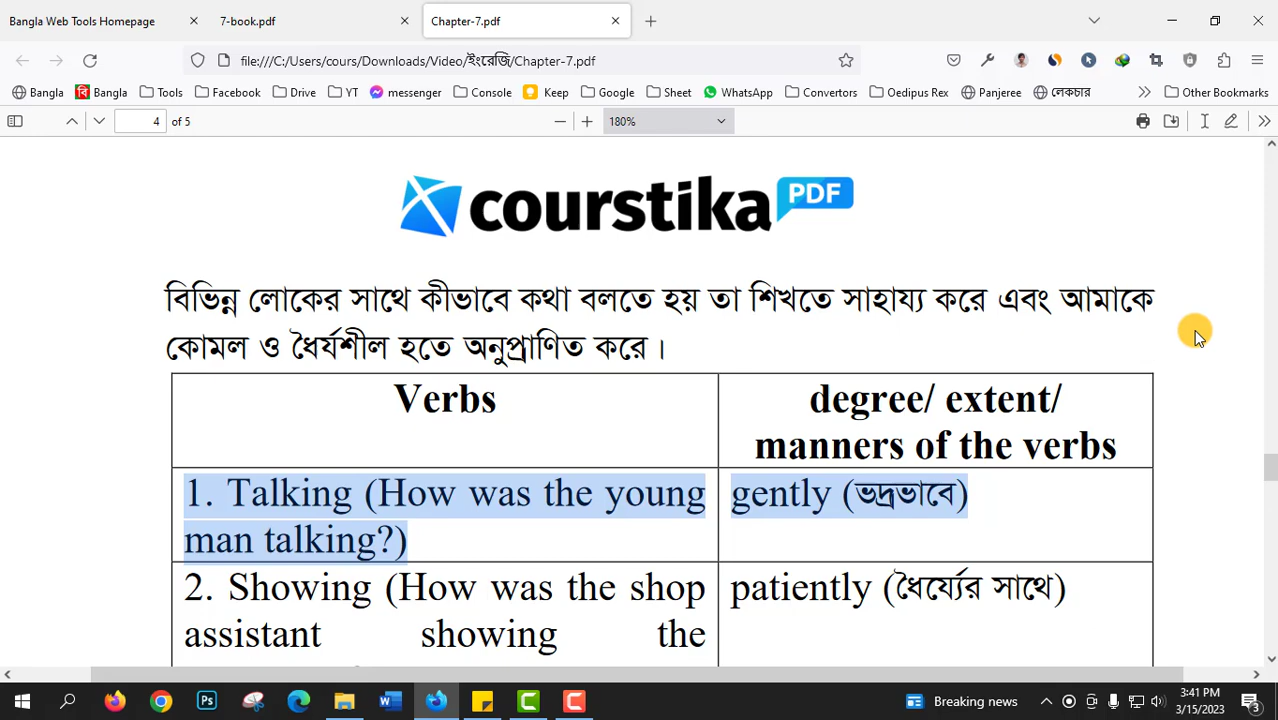 Bangla Web Tools Homepage
7-book.pdf
Chapter-7.pdf
file:///C:/Users/cours/Downloads/Video/ইংরেজি/Chapter-7.pdf
Bangla বি Bangla Tools Facebook Drive YT messenger Console Keep Google Sheet WhatsApp Convertors Oedipus Rex Panjeree লেকচার Other Bookmarks
4 of 5
180%
courstika PDF
বিভিন্ন লোকের সাথে কীভাবে কথা বলতে হয় তা শিখতে সাহায্য করে এবং আমাকে
কোমল ও ধৈর্যশীল হতে অনুপ্রাণিত করে।
Verbs
degree/ extent/
manners of the verbs
1. Talking (How was the young
man talking?)
gently (ভদ্রভাবে)
2. Showing (How was the shop
assistant showing the
patiently (ধৈর্য্যের সাথে)
Breaking news
3:41 PM
3/15/2023
3